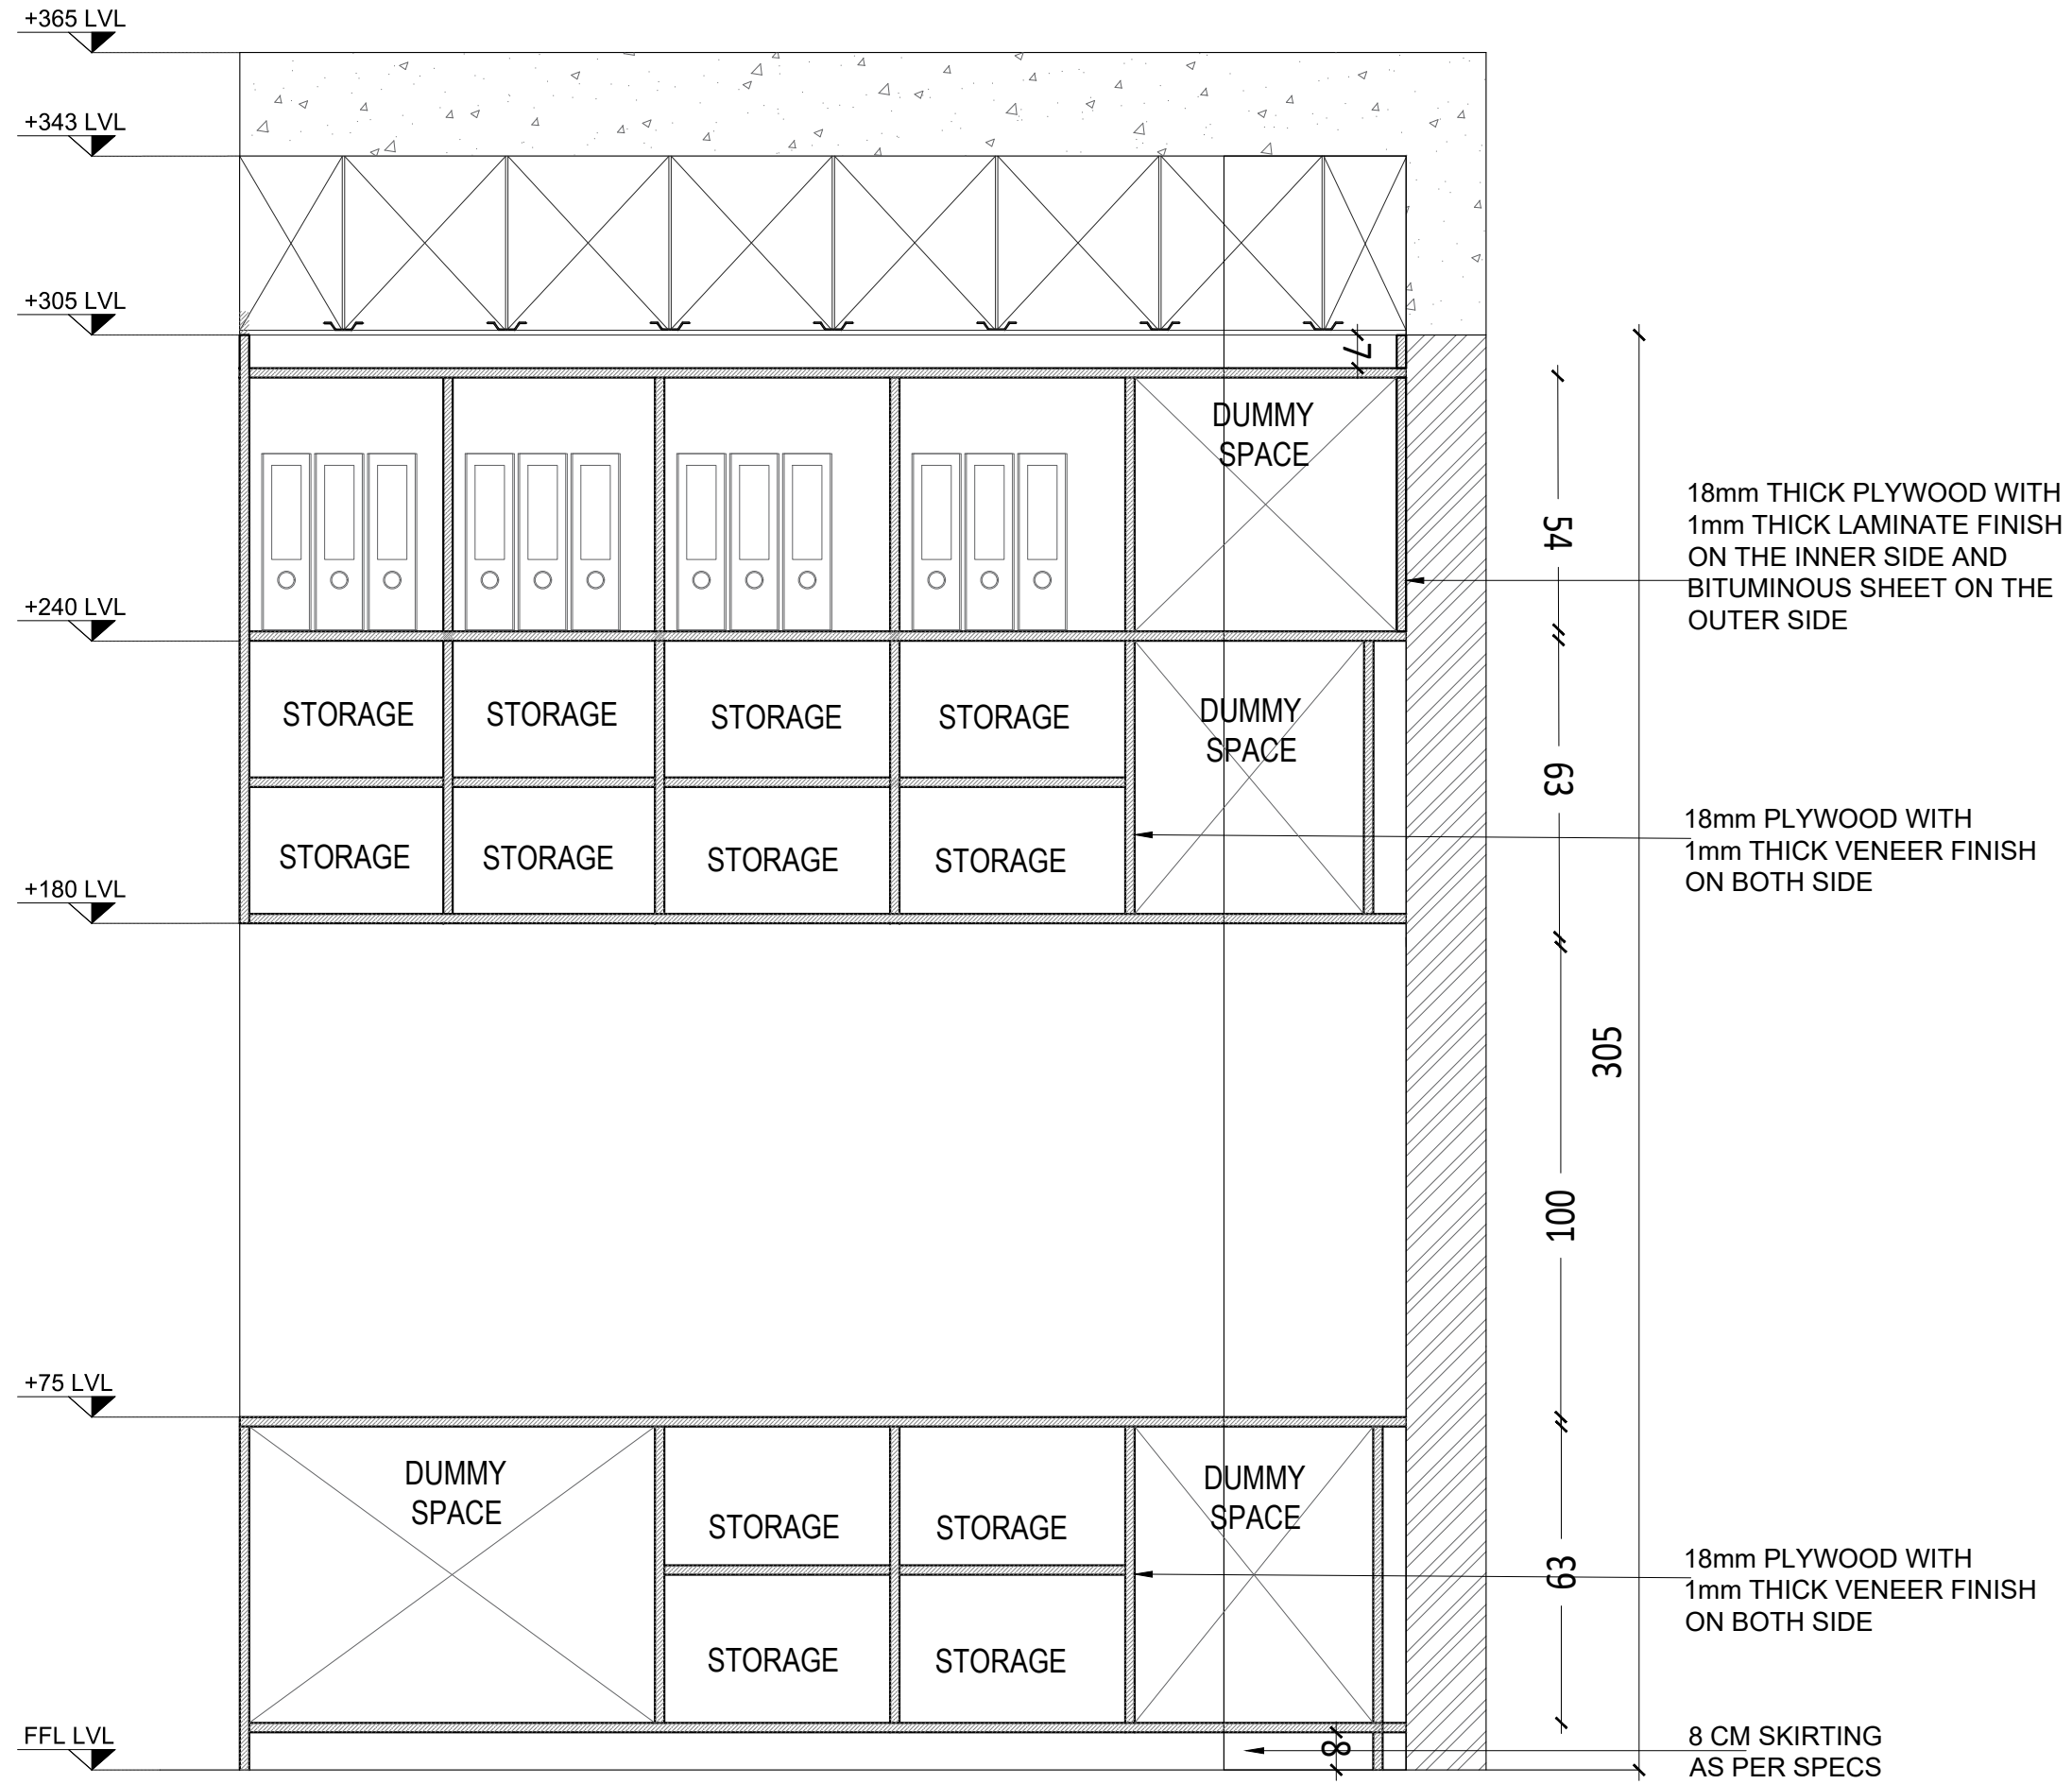 +365 LVL
+343 LVL
+305 LVL
7
DUMMY
SPACE
54
18mm THICK PLYWOOD WITH
1mm THICK LAMINATE FINISH
ON THE INNER SIDE AND
BITUMINOUS SHEET ON THE
OUTER SIDE
+240 LVL
STORAGE STORAGE STORAGE STORAGE
DUMMY
SPACE
63
18mm PLYWOOD WITH
1mm THICK VENEER FINISH
ON BOTH SIDE
STORAGE STORAGE STORAGE STORAGE
+180 LVL
305
100
+75 LVL
DUMMY
SPACE
DUMMY
SPACE
STORAGE STORAGE
63
18mm PLYWOOD WITH
1mm THICK VENEER FINISH
ON BOTH SIDE
STORAGE STORAGE
FFL LVL
8
8 CM SKIRTING
AS PER SPECS